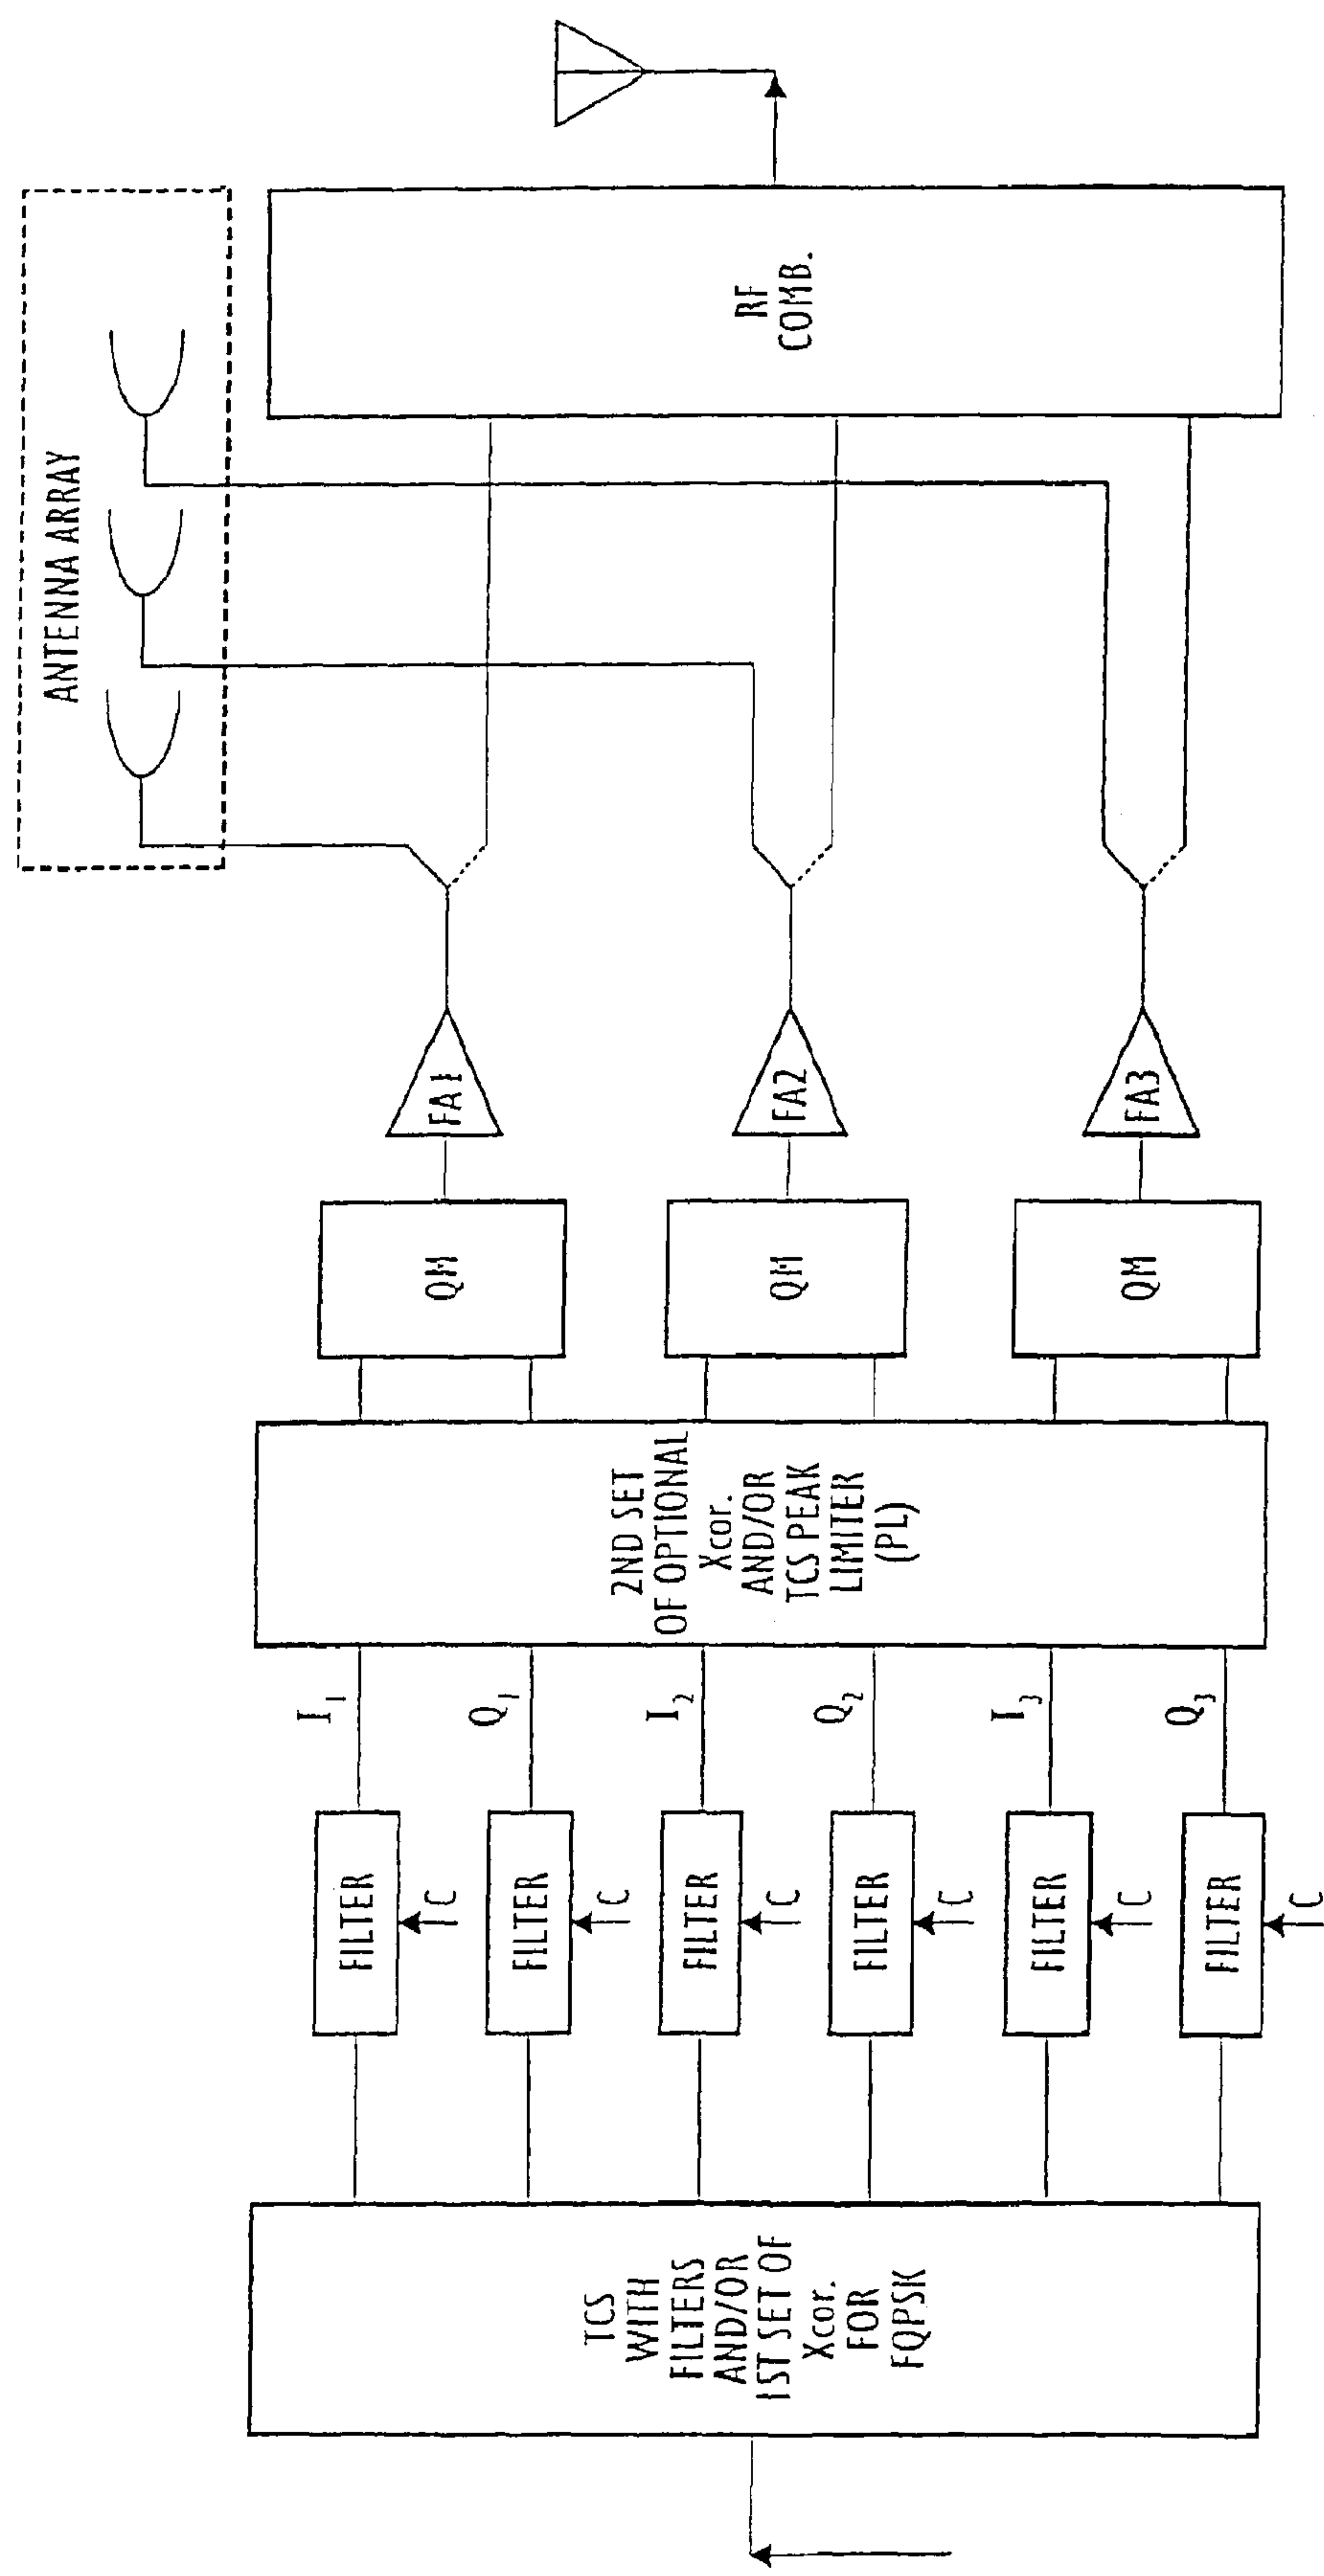 TCS
WITH
FILTERS
AND/OR
1ST SET OF
Xcor.
FOR
FQPSK
FILTER
C
FILTER
C
FILTER
C
FILTER
C
FILTER
C
FILTER
C
I1
Q1
I2
Q2
I3
Q3
2ND SET
OF OPTIONAL
Xcor.
AND/OR
TCS PEAK
LIMITER
(PL)
QM
QM
QM
FA1
FA2
FA3
ANTENNA ARRAY
RF
COMB.